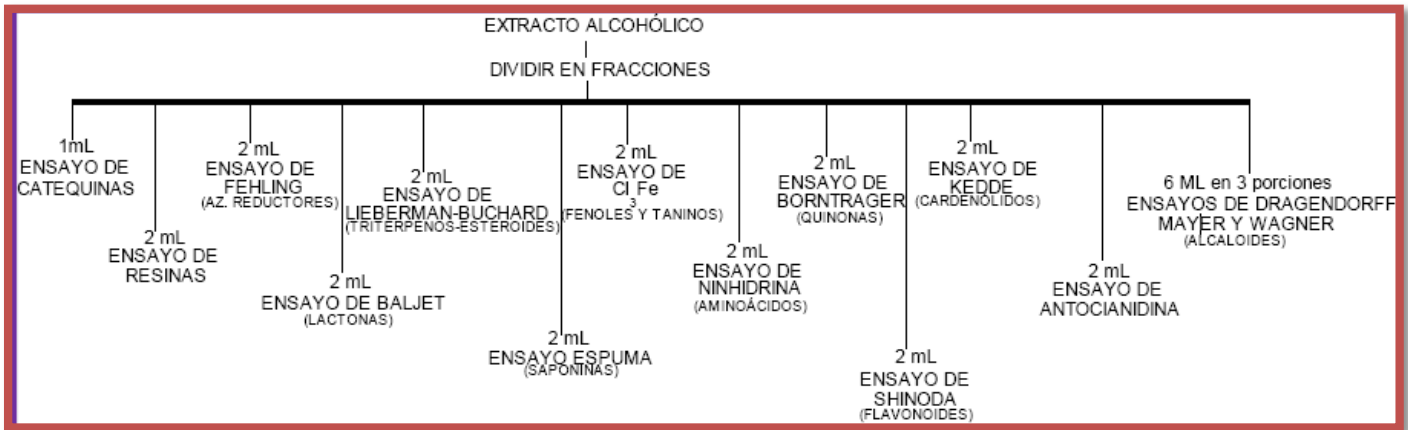 EXTRACTO ALCOHÓLICO
DIVIDIR EN FRACCIONES
1mL
ENSAYO DE
CATEQUINAS
2 mL
ENSAYO DE
RESINAS
2 mL
ENSAYO DE
FEHLING
(AZ. REDUCTORES)
2 mL
ENSAYO DE BALJET
(LACTONAS)
2 mL
ENSAYO DE
LIEBERMAN-BUCHARD
(TRITERPENOS-ESTEROIDES)
2 mL
ENSAYO ESPUMA
(SAPONINAS)
2 mL
ENSAYO DE
Cl Fe
3
(FENOLES Y TANINOS)
2 mL
ENSAYO DE
NINHIDRINA
(AMINOÁCIDOS)
2 mL
ENSAYO DE
BORNTRAGER
(QUINONAS)
2 mL
ENSAYO DE
SHINODA
(FLAVONOIDES)
2 mL
ENSAYO DE
KEDDE
(CARDENÓLIDOS)
2 mL
ENSAYO DE
ANTOCIANIDINA
6 ML en 3 porciones
ENSAYOS DE DRAGENDORFF
MAYER Y WAGNER
(ALCALOIDES)